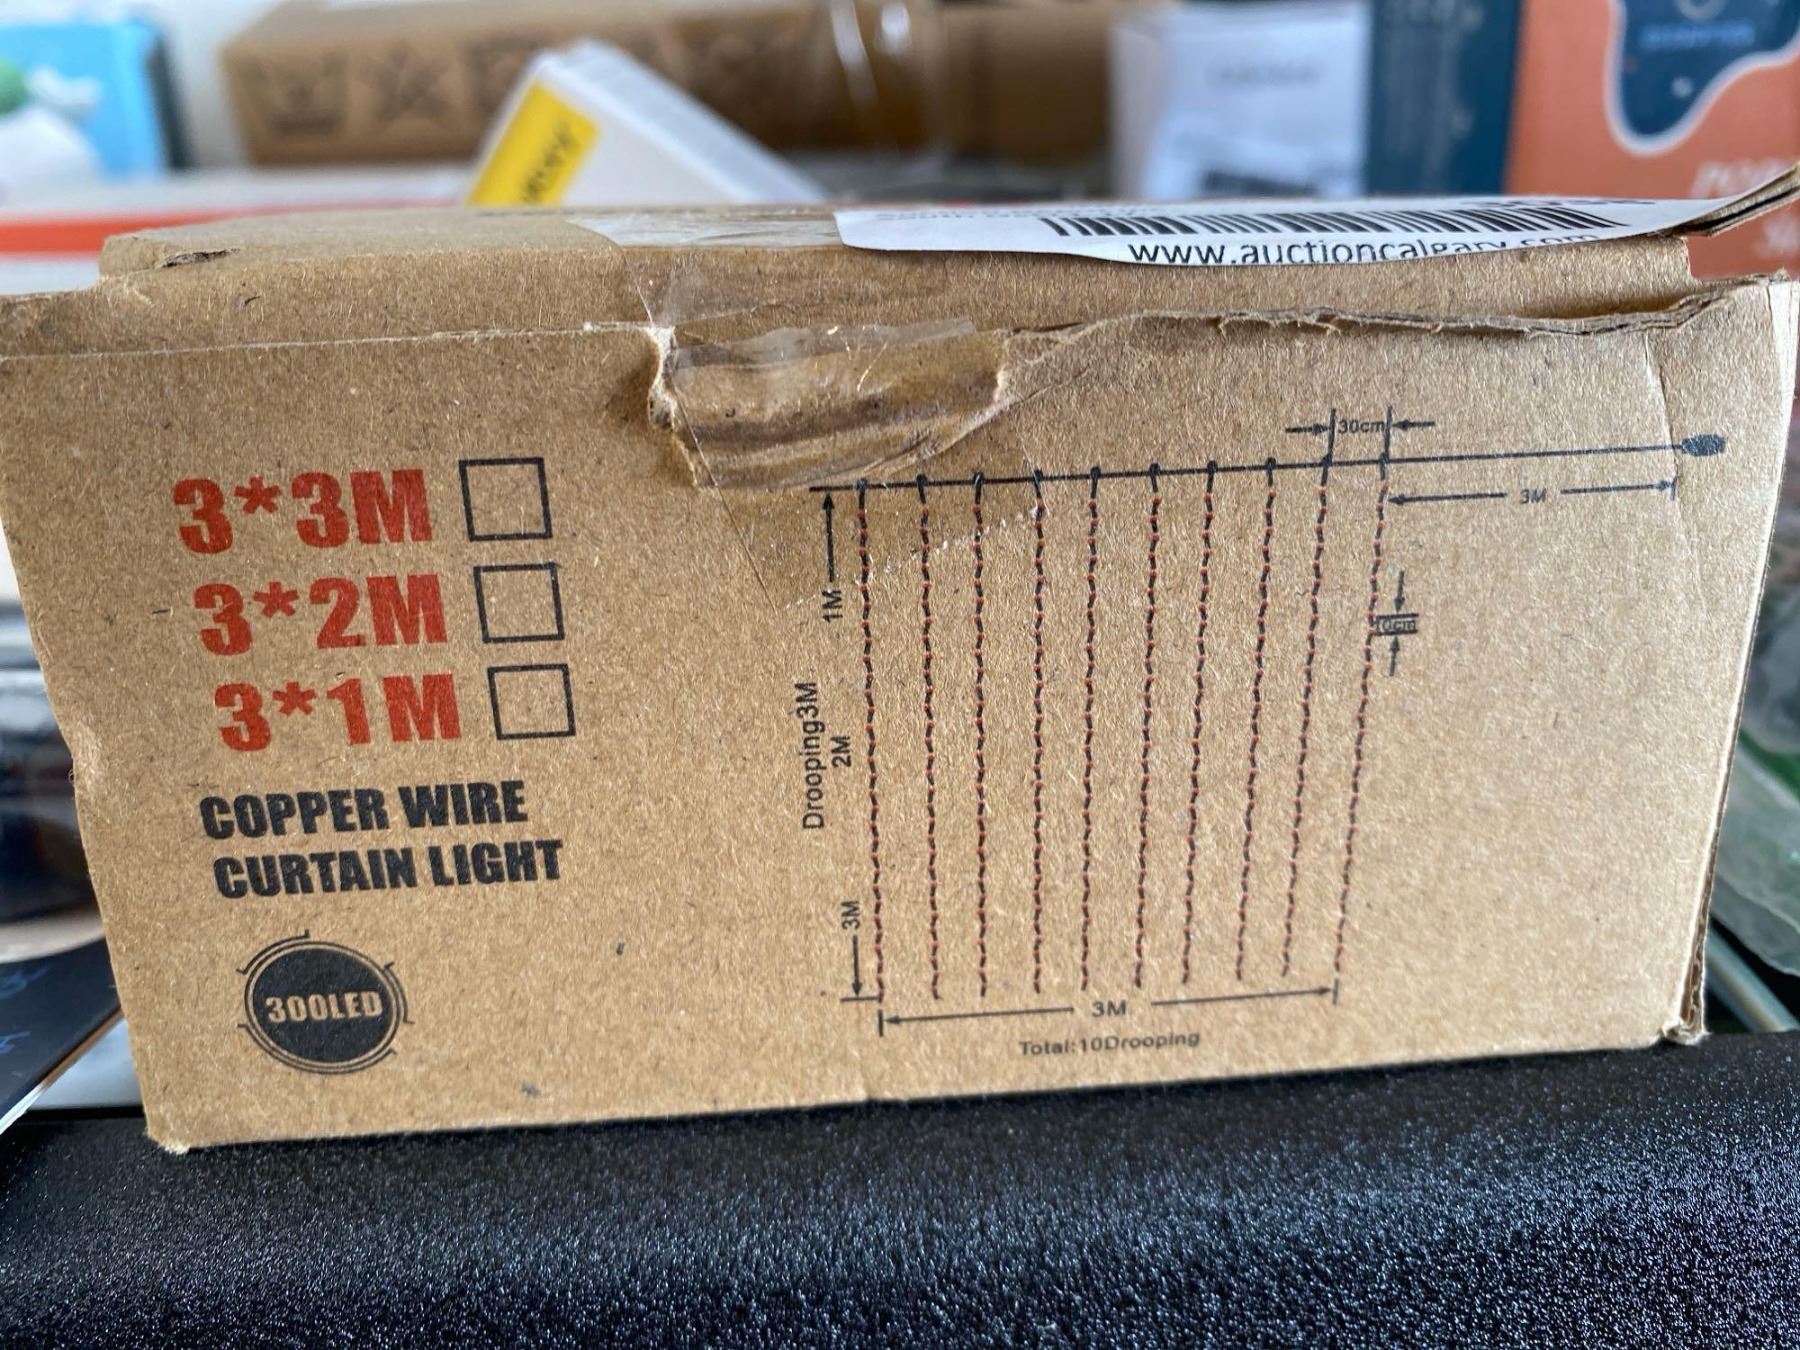 www.auctioncalgary.com
3*3M
3*2M
3*1M
COPPER WIRE
CURTAIN LIGHT
300LED
30cm
3M
1M
10cm
Drooping3M
2M
3M
3M
Total:10Drooping